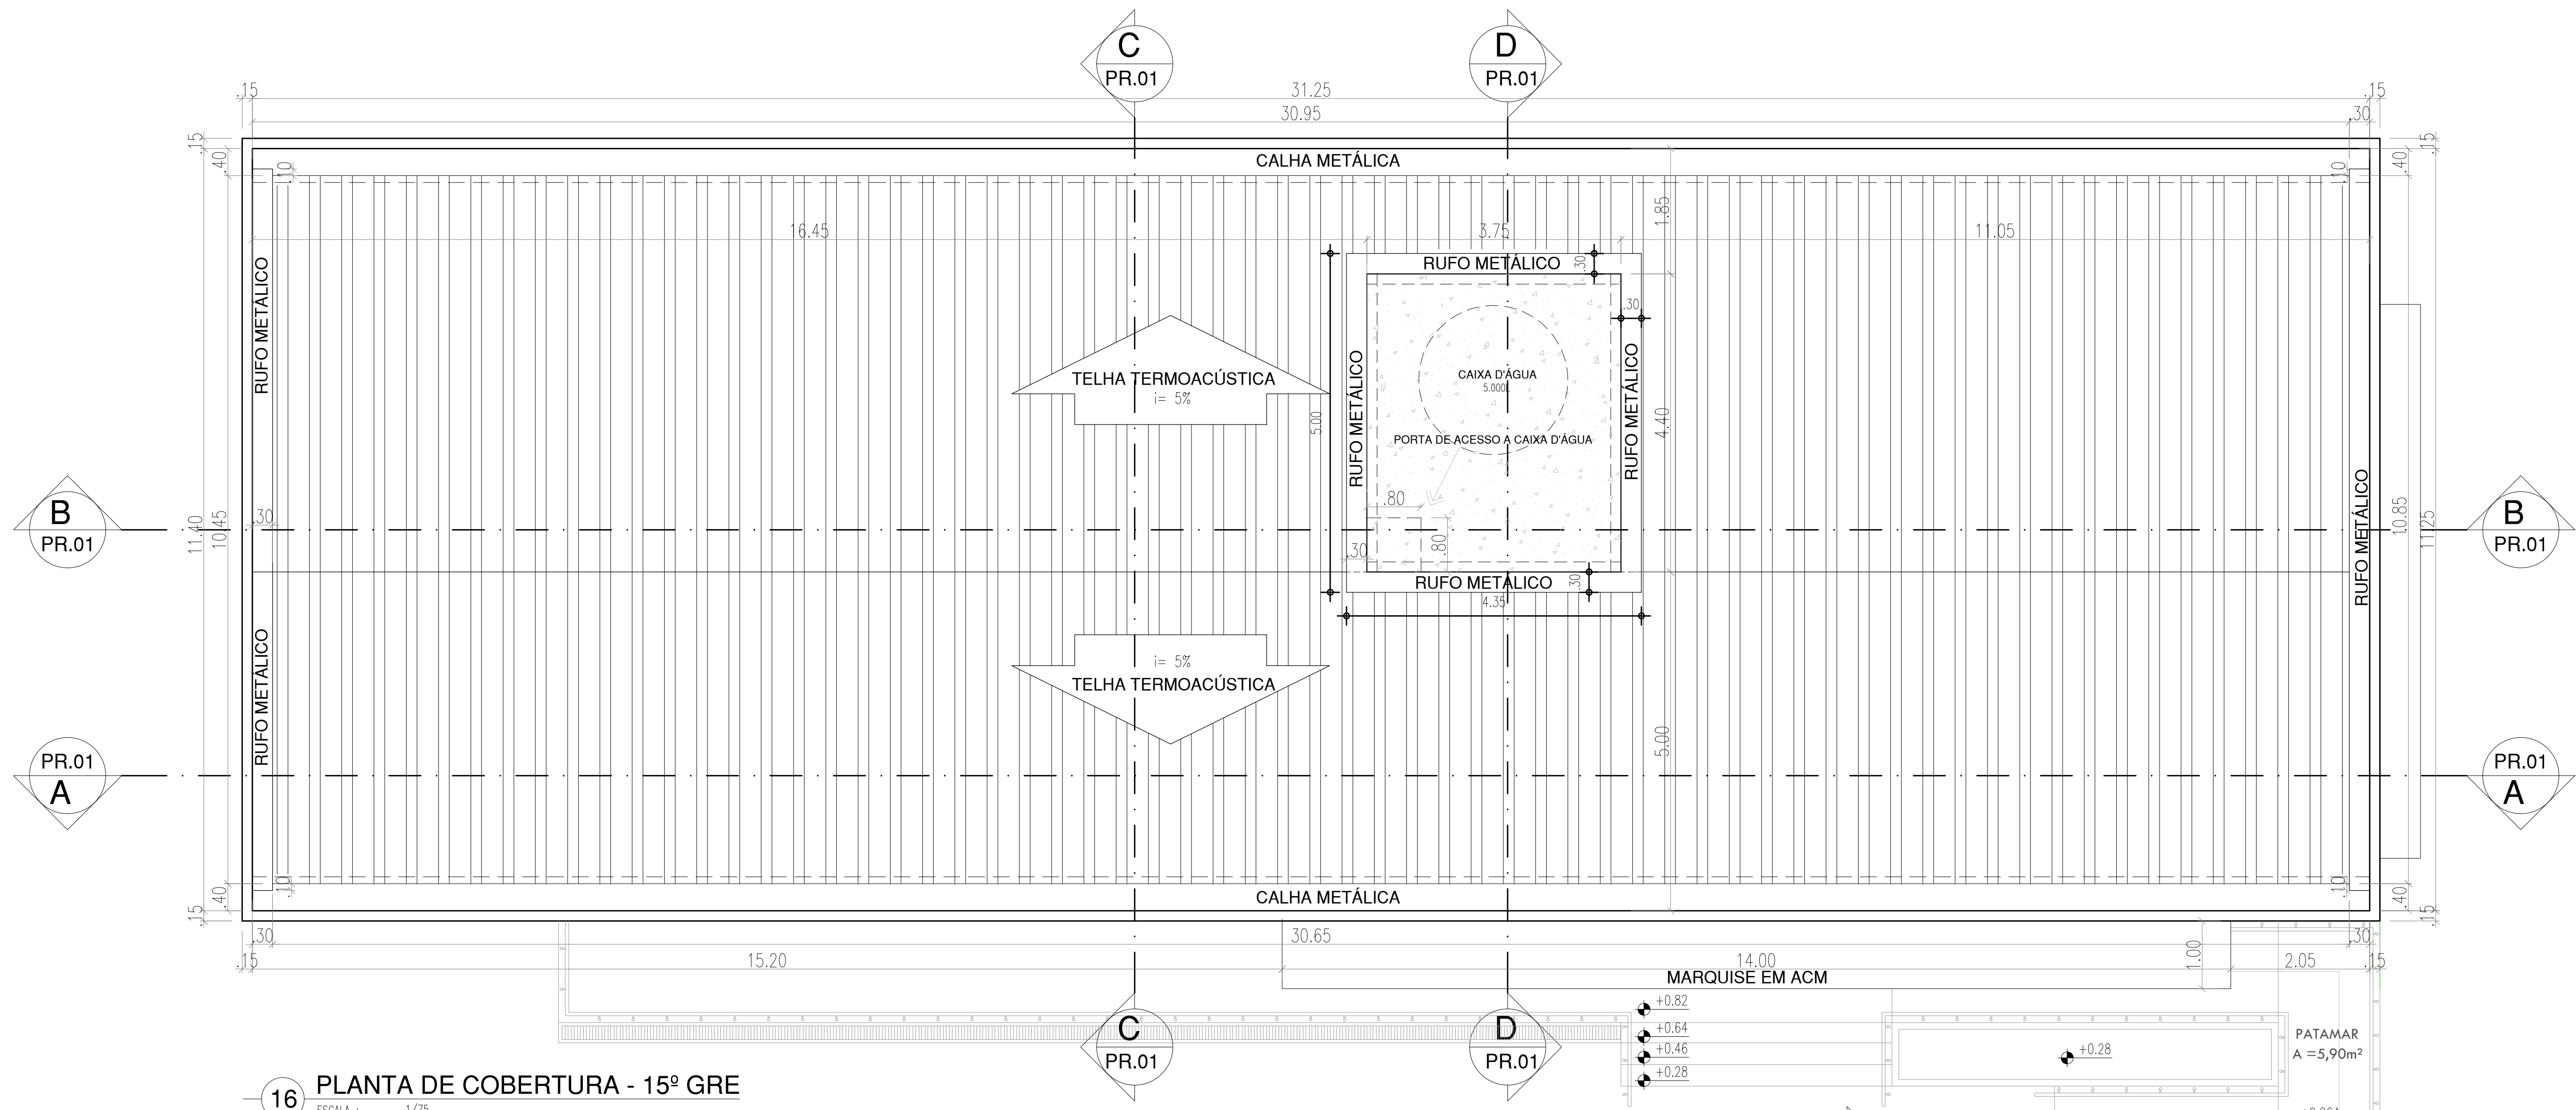 C
PR.01
D
PR.01
.15
31.25
.15
30.95
.30
.15
.40
.10
CALHA METÁLICA
.10
.40
.15
1.85
16.45
3.75
11.05
RUFO METÁLICO
RUFO METÁLICO
.30
.30
TELHA TERMOACÚSTICA
i= 5%
CAIXA D'ÁGUA
5.000L
RUFO METÁLICO
RUFO METÁLICO
5.00
4.40
PORTA DE ACESSO A CAIXA D'ÁGUA
.80
.80
.30
B
PR.01
11.40
10.45
.30
RUFO METÁLICO
10.85
11.25
B
PR.01
RUFO METÁLICO
.30
4.35
RUFO METÁLICO
i= 5%
TELHA TERMOACÚSTICA
5.00
PR.01
A
PR.01
A
.10
.40
.15
CALHA METÁLICA
.10
.40
.15
.30
30.65
.30
.15
15.20
14.00
1.00
2.05
.15
MARQUISE EM ACM
+0.82
+0.64
+0.46
+0.28
+0.28
PATAMAR
A =5,90m²
C
PR.01
D
PR.01
16
PLANTA DE COBERTURA - 15º GRE